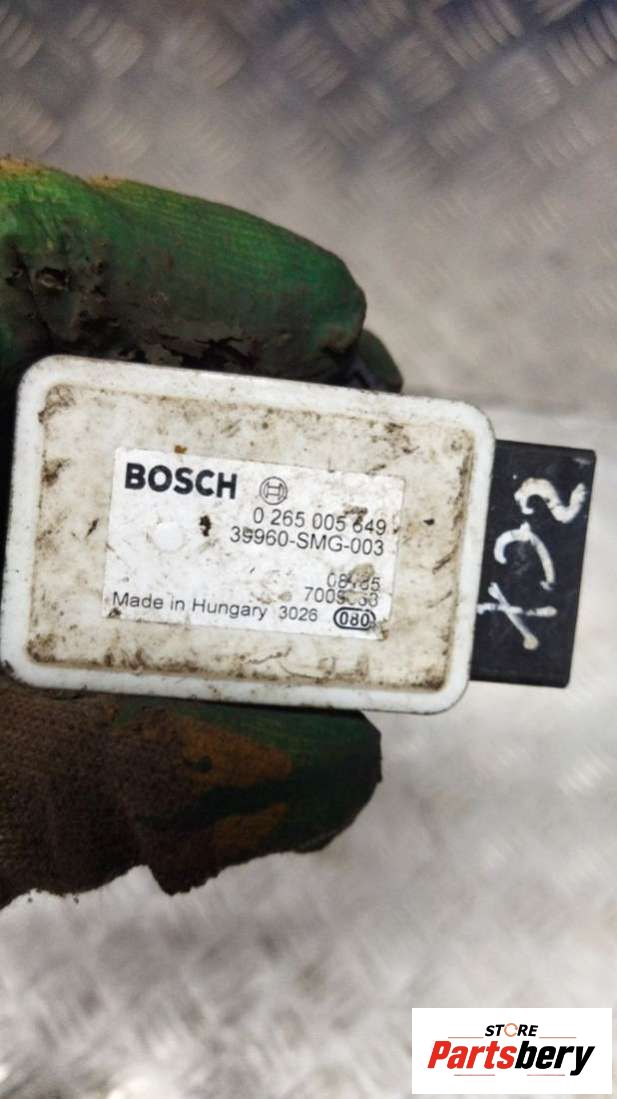 BOSCH
0 265 005 649
39960-SMG-003
Made in Hungary 3026 080
STORE
Partsbery